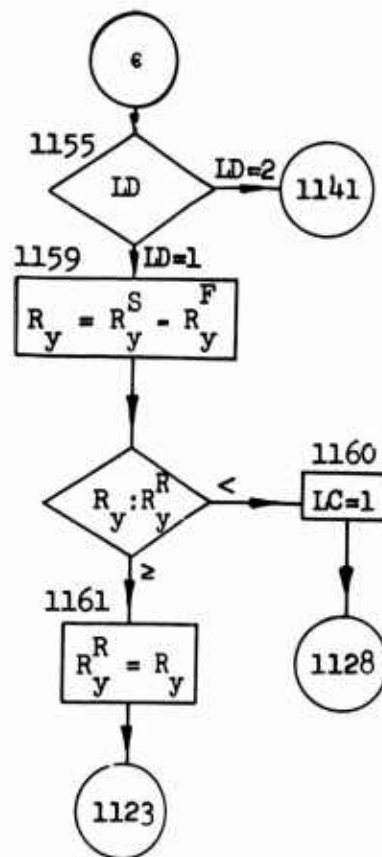 ϵ
1155
LD
LD=2
1141
1159
LD=1
R_y = R_y^S - R_y^F
1160
R_y : R_y^R
<
LC=1
≥
1161
R_y^R = R_y
1128
1123